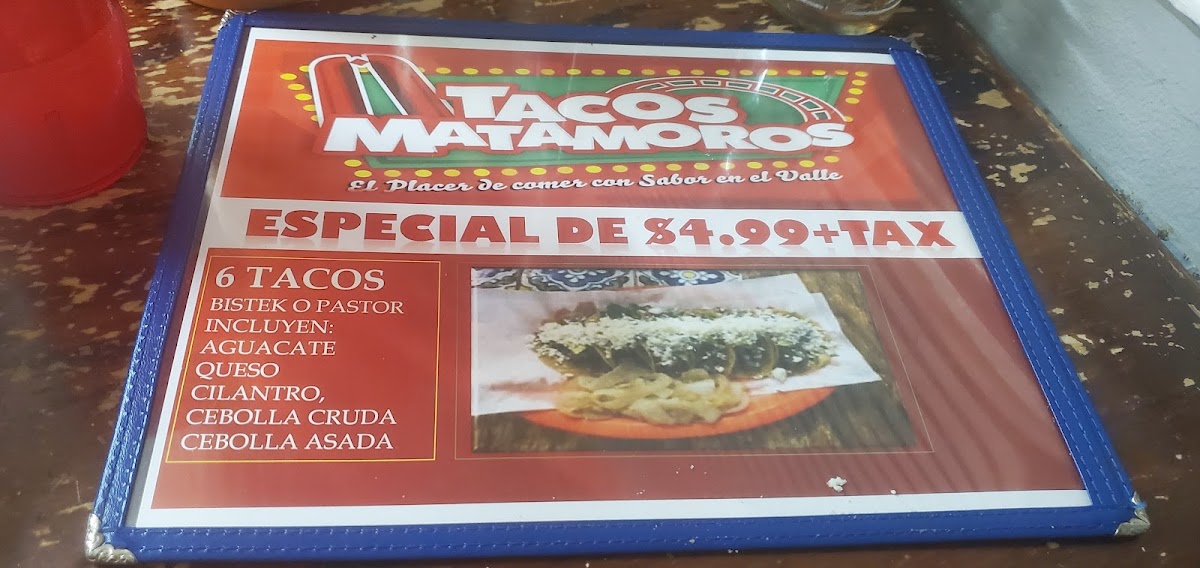 TACOS
MATAMOROS
El Placer de comer con Sabor en el Valle
ESPECIAL DE $4.99+TAX
6 TACOS
BISTEK O PASTOR
INCLUYEN:
AGUACATE
QUESO
CILANTRO,
CEBOLLA CRUDA
CEBOLLA ASADA